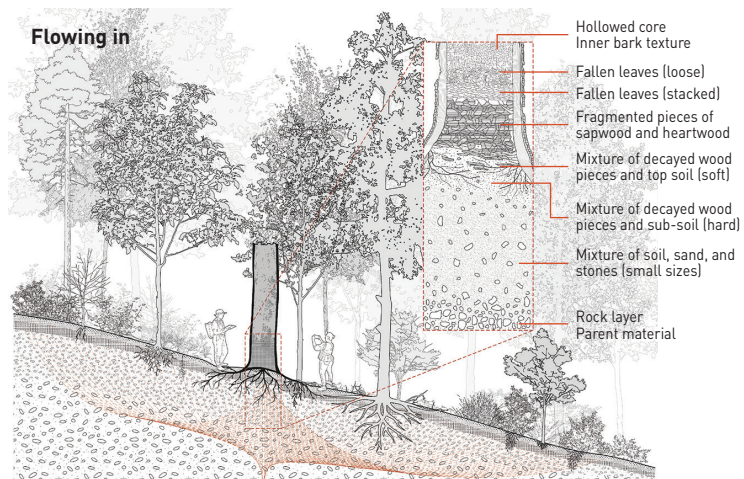 Flowing in
Hollowed core
Inner bark texture
Fallen leaves (loose)
Fallen leaves (stacked)
Fragmented pieces of
sapwood and heartwood
Mixture of decayed wood
pieces and top soil (soft)
Mixture of decayed wood
pieces and sub-soil (hard)
Mixture of soil, sand, and
stones (small sizes)
Rock layer
Parent material